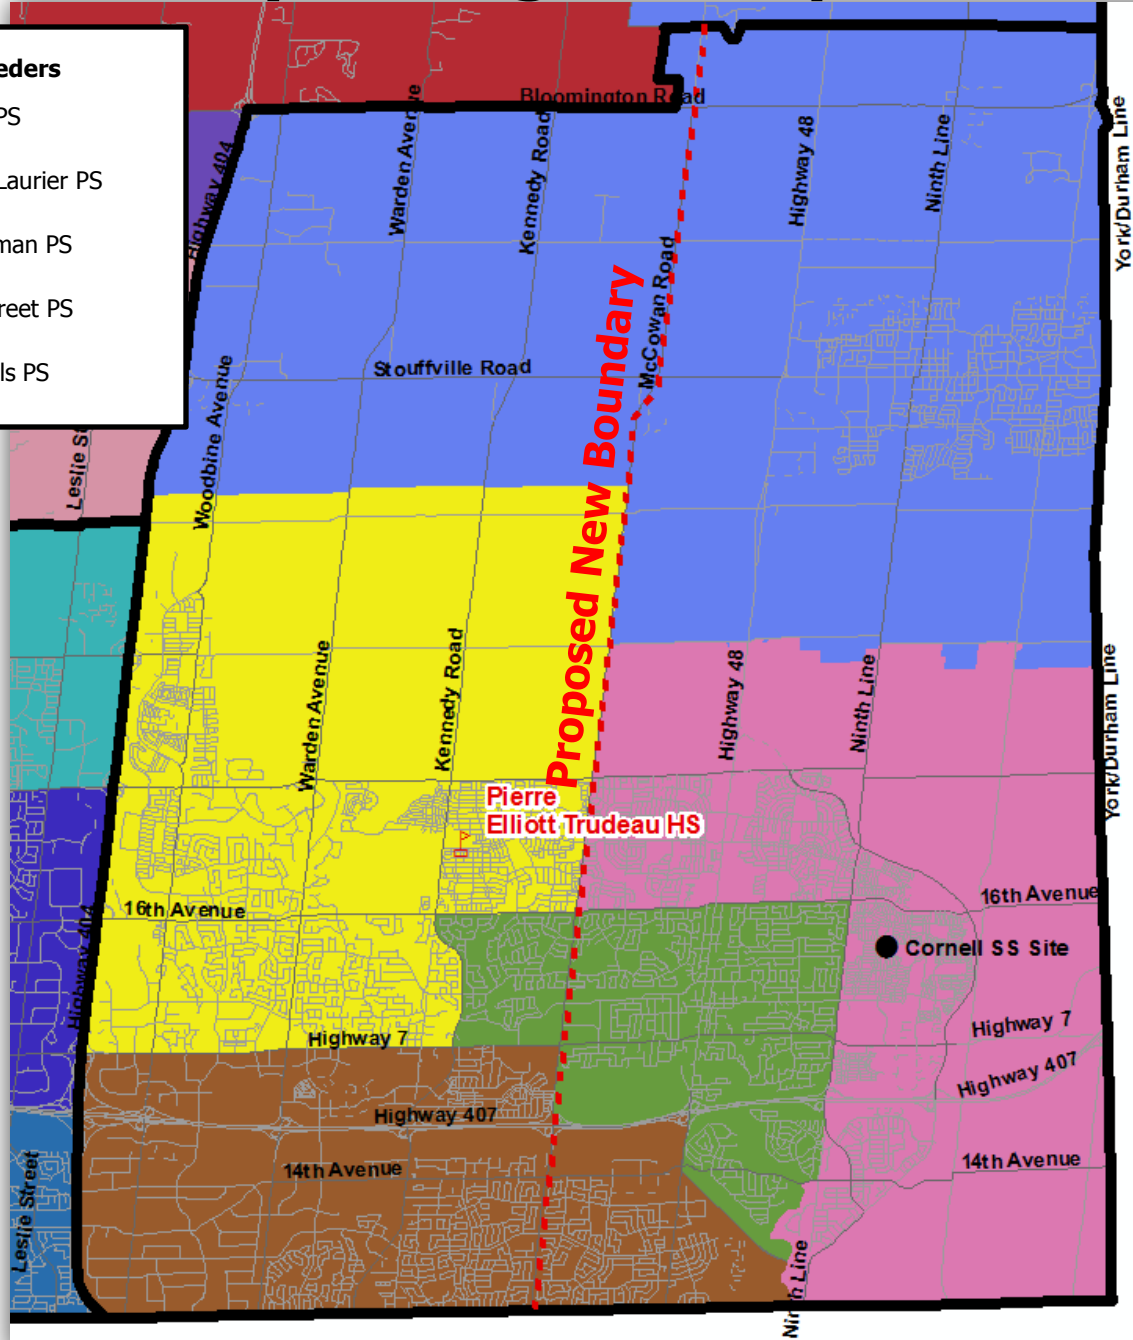 eders
PS
Laurier PS
man PS
reet PS
ls PS
Bloomington Road
Highway 404
Warden Avenue
Kennedy Road
Highway 48
Ninth Line
York/Durham Line
McCowan Road
Stouffville Road
Woodbine Avenue
Leslie St
Proposed New Boundary
Warden Avenue
Kennedy Road
Highway 48
Ninth Line
York/Durham Line
Pierre
Elliott Trudeau HS
16th Avenue
16th Avenue
Cornell SS Site
Highway 404
Highway 7
Highway 7
Highway 407
Highway 407
14th Avenue
14th Avenue
Leslie Street
Ninth Line